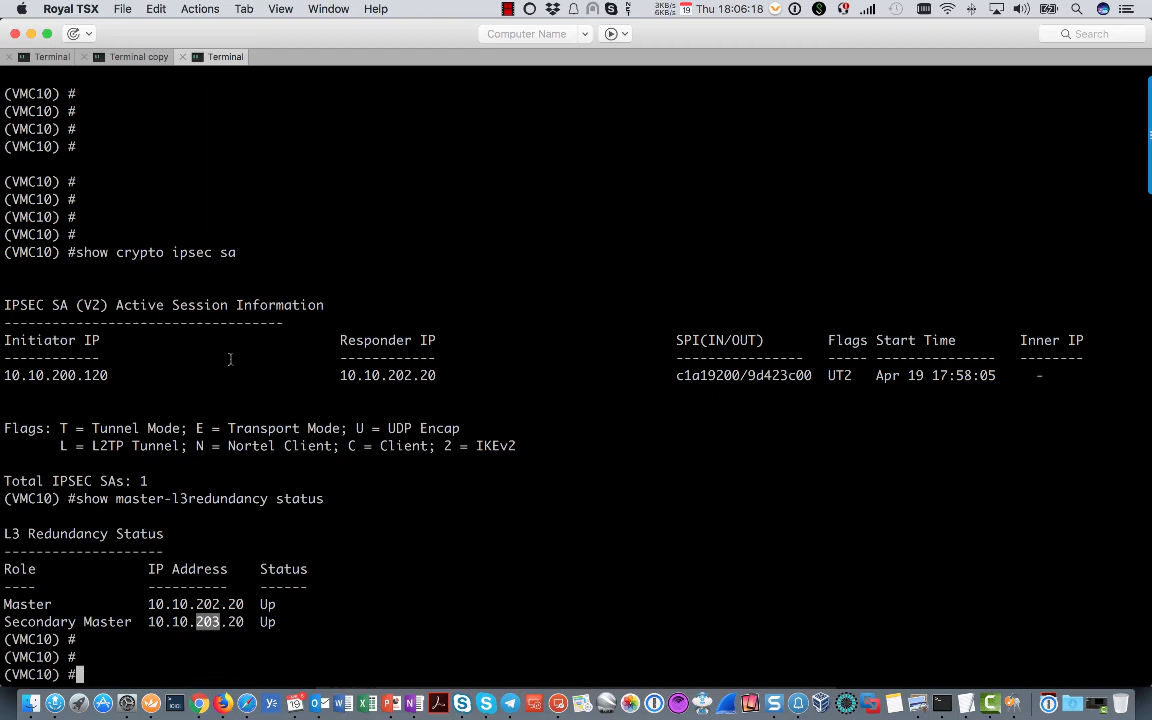 Royal TSX File Edit Actions Tab View Window Help 3KB/s 6KB/s 19 Thu 18:06:18
Computer Name Search
Terminal Terminal copy Terminal
(VMC10) #
(VMC10) #
(VMC10) #
(VMC10) #
(VMC10) #
(VMC10) #
(VMC10) #
(VMC10) #
(VMC10) #show crypto ipsec sa
IPSEC SA (V2) Active Session Information
-----------------------------------
Initiator IP Responder IP SPI(IN/OUT) Flags Start Time Inner IP
------------ ------------ ---------------- ----- --------------- --------
10.10.200.120 10.10.202.20 c1a19200/9d423c00 UT2 Apr 19 17:58:05 -
Flags: T = Tunnel Mode; E = Transport Mode; U = UDP Encap
L = L2TP Tunnel; N = Nortel Client; C = Client; 2 = IKEv2
Total IPSEC SAs: 1
(VMC10) #show master-l3redundancy status
L3 Redundancy Status
--------------------
Role IP Address Status
---- ---------- ------
Master 10.10.202.20 Up
Secondary Master 10.10.203.20 Up
(VMC10) #
(VMC10) #
(VMC10) #